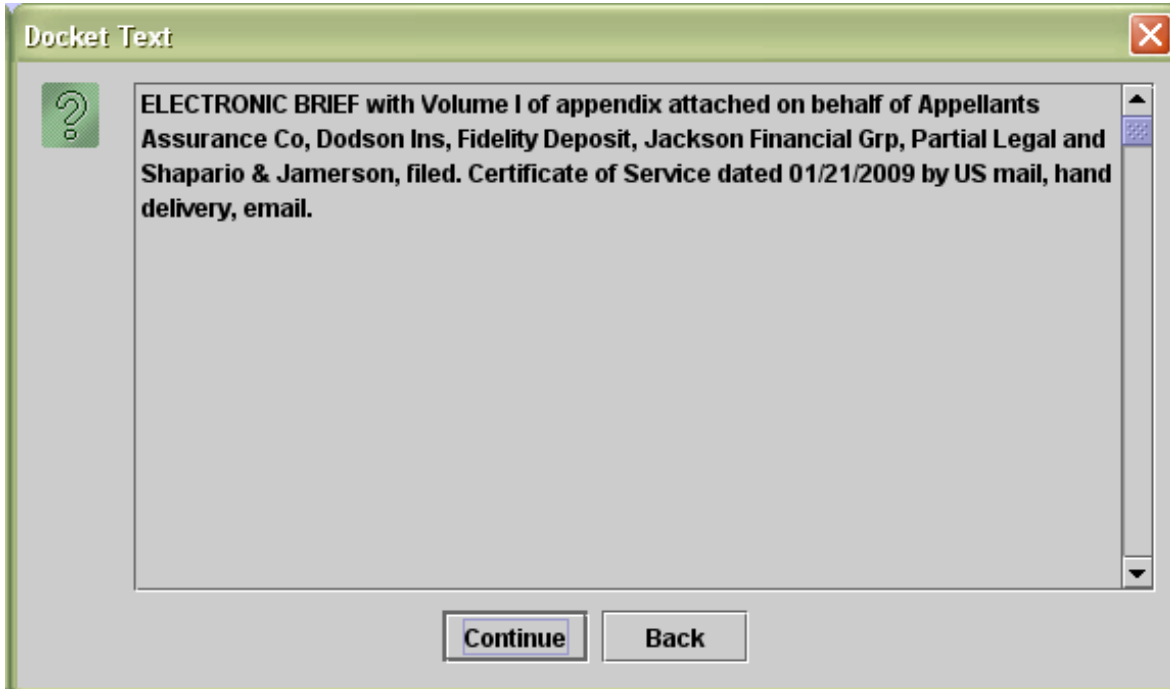 Docket Text
ELECTRONIC BRIEF with Volume I of appendix attached on behalf of Appellants
Assurance Co, Dodson Ins, Fidelity Deposit, Jackson Financial Grp, Partial Legal and
Shapario & Jamerson, filed. Certificate of Service dated 01/21/2009 by US mail, hand
delivery, email.
Continue Back